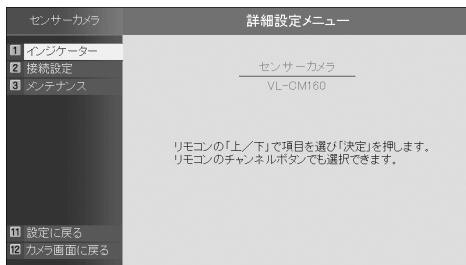 センサーカメラ
詳細設定メニュー
1 インジケーター
2 接続設定
3 メンテナンス
センサーカメラ
VL-CM160
リモコンの「上/下」で項目を選び「決定」を押します。
リモコンのチャンネルボタンでも選択できます。
11 設定に戻る
12 カメラ画面に戻る